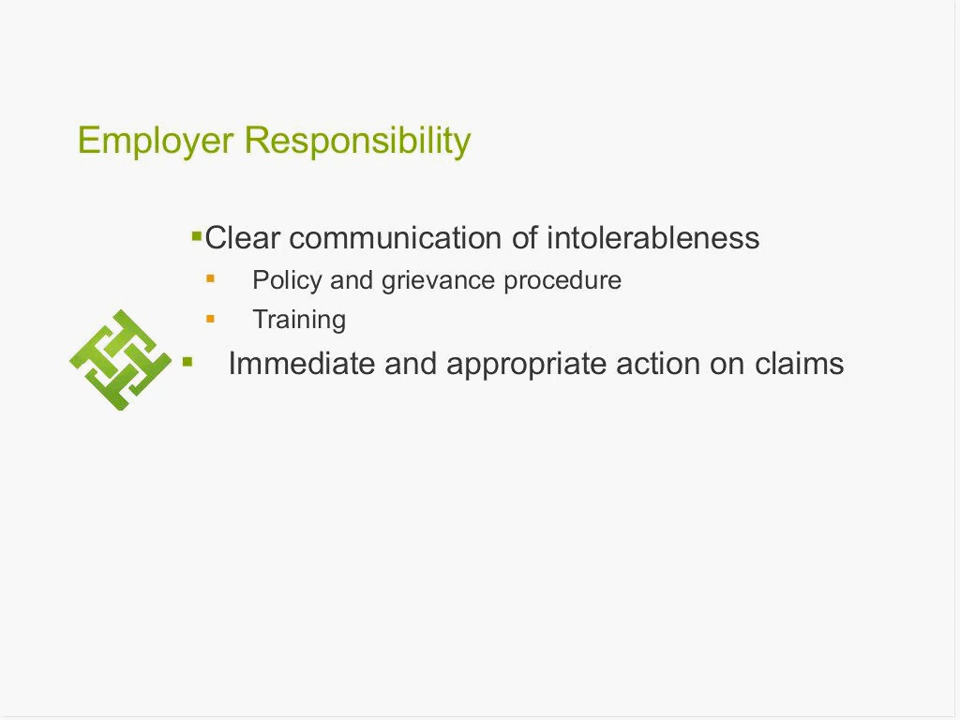 Employer Responsibility
▪Clear communication of intolerableness
▪ Policy and grievance procedure
▪ Training
▪ Immediate and appropriate action on claims